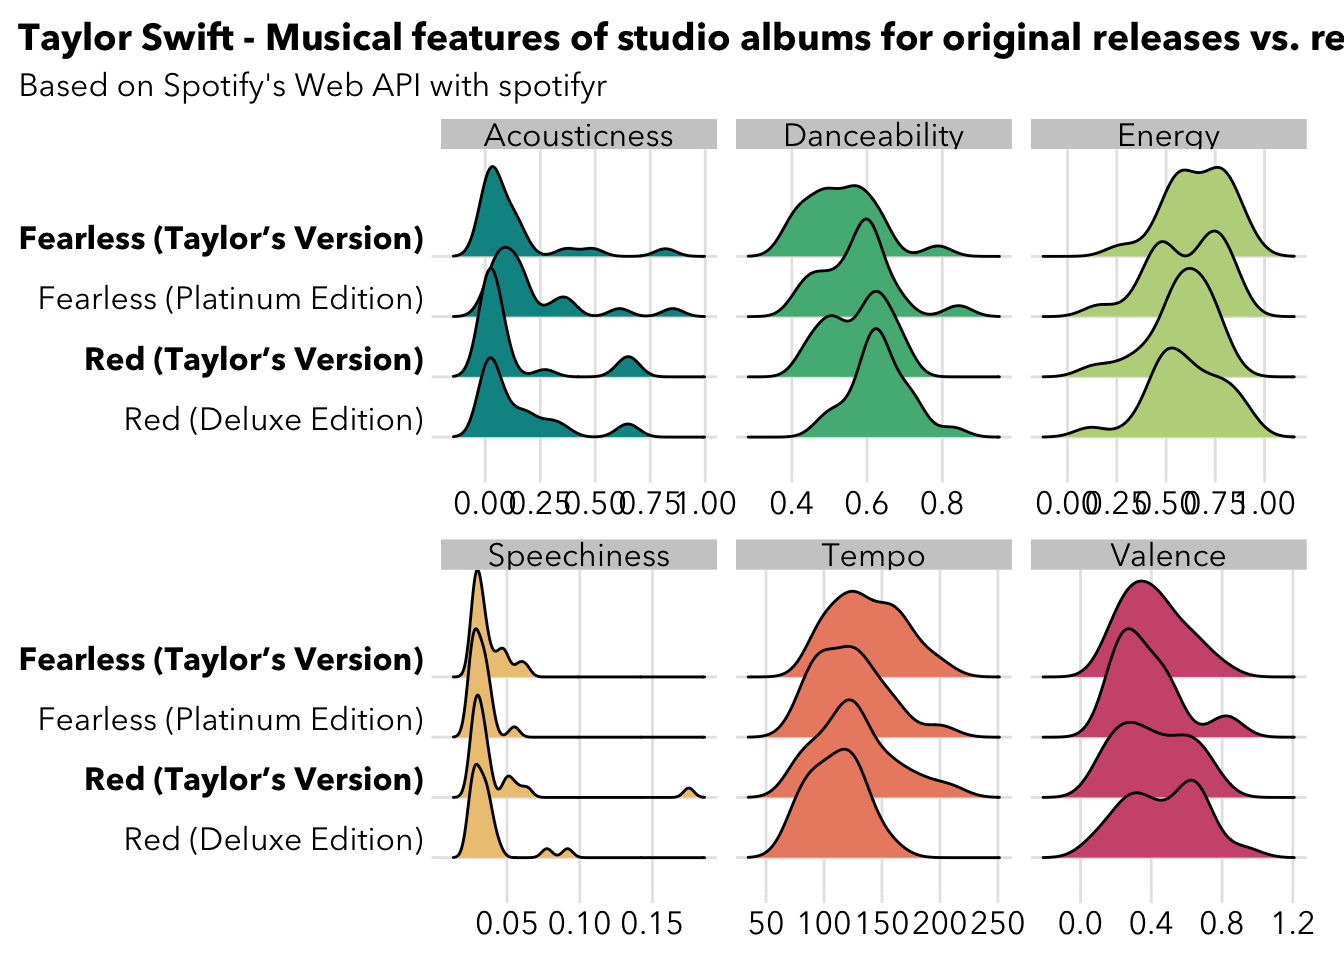 Taylor Swift - Musical features of studio albums for original releases vs. re
Based on Spotify's Web API with spotifyr
Acousticness Danceability Energy
Fearless (Taylor’s Version)
Fearless (Platinum Edition)
Red (Taylor’s Version)
Red (Deluxe Edition)
0.00 0.25 0.50 0.75 1.00 0.4 0.6 0.8 0.00 0.25 0.50 0.75 1.00
Speechiness Tempo Valence
Fearless (Taylor’s Version)
Fearless (Platinum Edition)
Red (Taylor’s Version)
Red (Deluxe Edition)
0.05 0.10 0.15 50 100 150 200 250 0.0 0.4 0.8 1.2